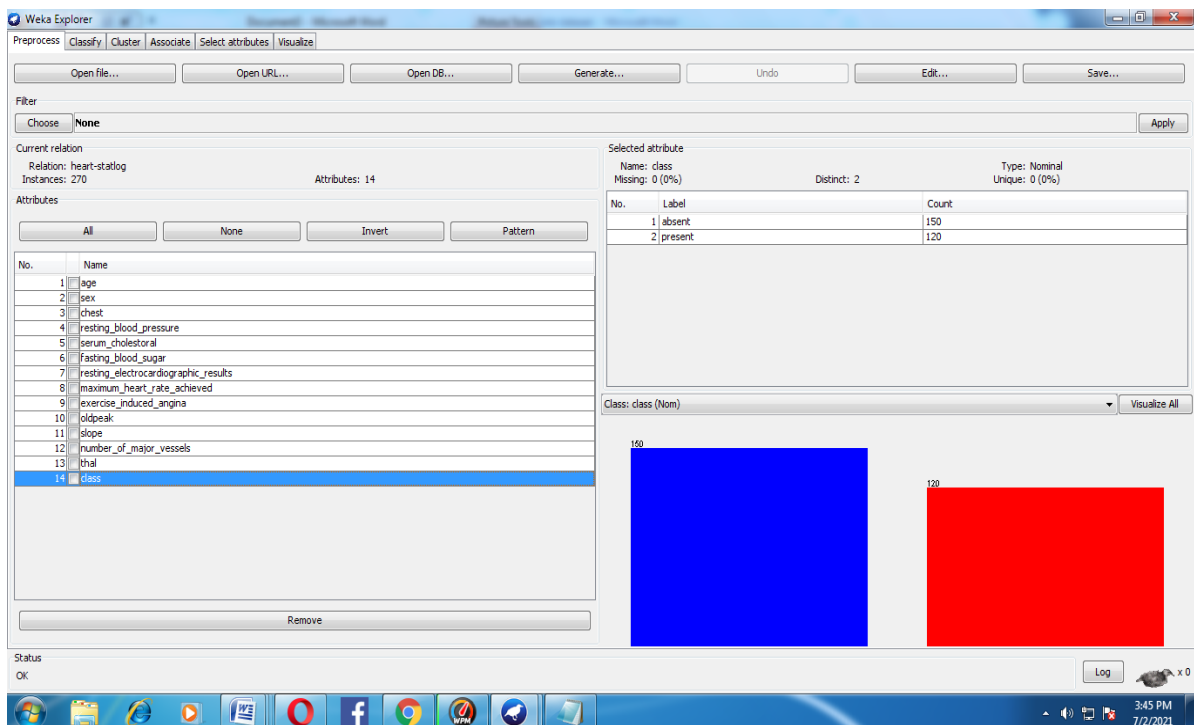 Weka Explorer
Preprocess Classify Cluster Associate Select attributes Visualize
Open file... Open URL... Open DB... Generate... Undo Edit... Save...
Filter
Choose None Apply
Current relation
Relation: heart-statlog
Instances: 270 Attributes: 14
Attributes
All None Invert Pattern
No. Name
1 age
2 sex
3 chest
4 resting_blood_pressure
5 serum_cholestoral
6 fasting_blood_sugar
7 resting_electrocardiographic_results
8 maximum_heart_rate_achieved
9 exercise_induced_angina
10 oldpeak
11 slope
12 number_of_major_vessels
13 thal
14 class
Remove
Selected attribute
Name: class Type: Nominal
Missing: 0 (0%) Distinct: 2 Unique: 0 (0%)
No. Label Count
1 absent 150
2 present 120
Class: class (Nom) Visualize All
150
120
Status
OK
Log x 0
WPM
3:45 PM
7/2/2021